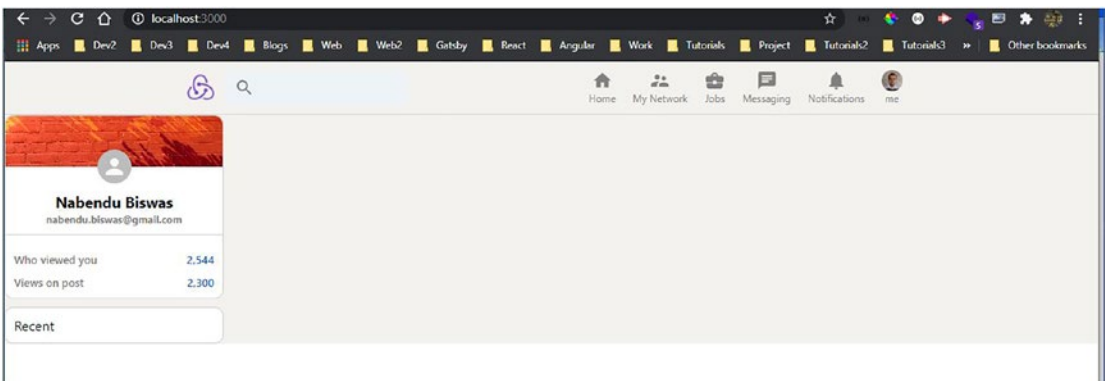 localhost:3000
Apps Dev2 Dev3 Dev4 Blogs Web Web2 Gatsby React Angular Work Tutorials Project Tutorials2 Tutorials3 » Other bookmarks
Home My Network Jobs Messaging Notifications me
Nabendu Biswas
nabendu.biswas@gmail.com
Who viewed you 2,544
Views on post 2,300
Recent